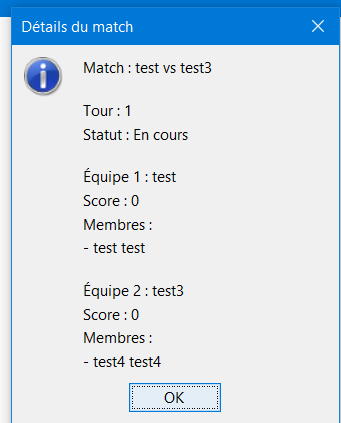 Détails du match
Match : test vs test3
Tour : 1
Statut : En cours
Équipe 1 : test
Score : 0
Membres :
- test test
Équipe 2 : test3
Score : 0
Membres :
- test4 test4
OK